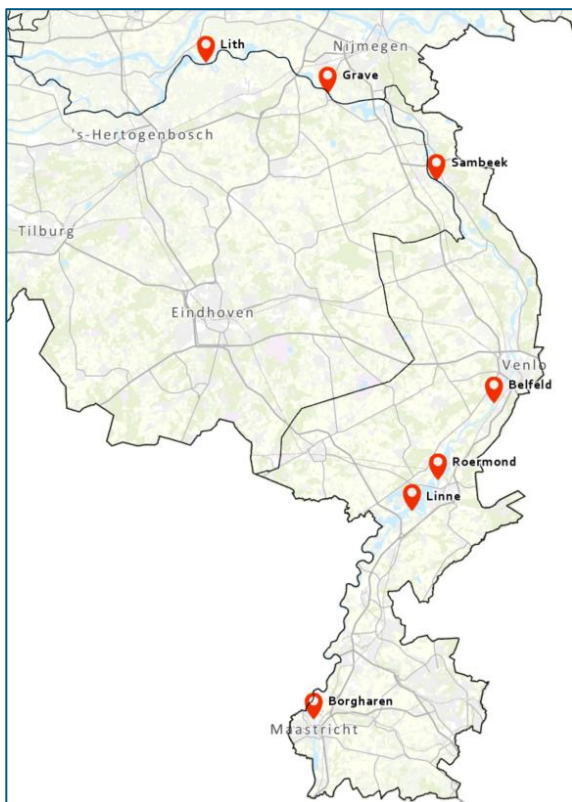 Lith
Nijmegen
Grave
's-Hertogenbosch
Sambeek
Tilburg
Eindhoven
Venlo
Belfeld
Roermond
Linne
Borgharen
Maastricht